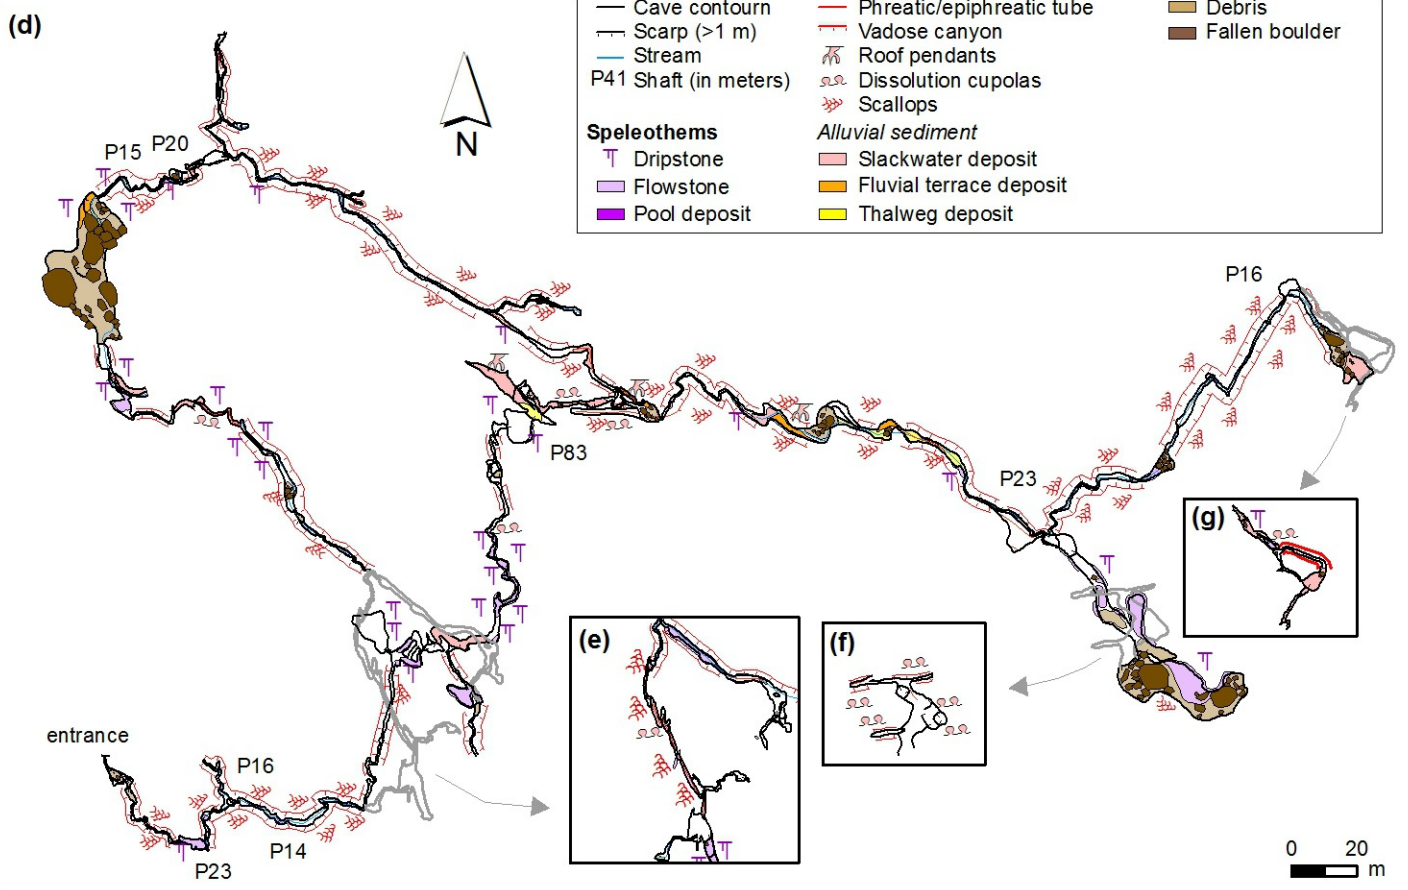 (d)
Cave contourn
Scarp (>1 m)
Stream
P41 Shaft (in meters)
Speleothems
Dripstone
Flowstone
Pool deposit
Phreatic/epiphreatic tube
Vadose canyon
Roof pendants
Dissolution cupolas
Scallops
Alluvial sediment
Slackwater deposit
Fluvial terrace deposit
Thalweg deposit
Debris
Fallen boulder
N
P15 P20
P16
P83
P23
(g)
(e)
(f)
entrance
P16
P14
P23
0 20
m